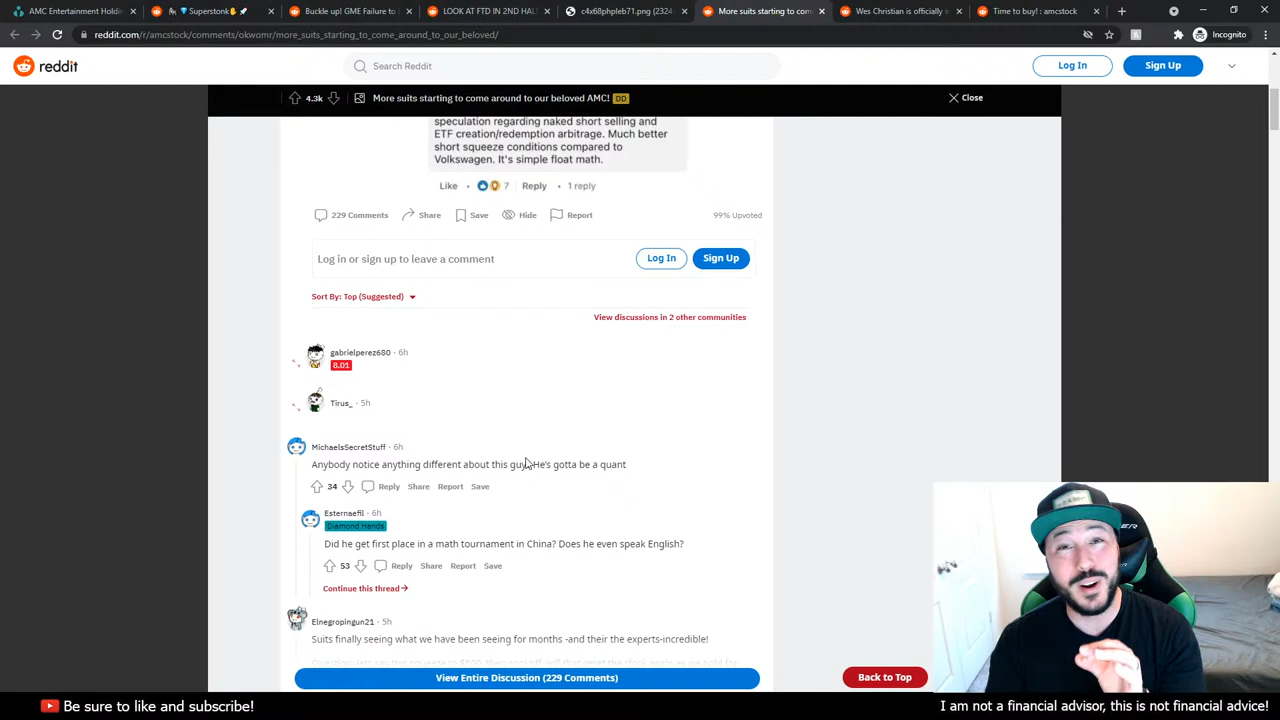 AMC Entertainment Holdin
Superstonk
Buckle up! GME Failure to
LOOK AT FTD IN 2ND HAL
c4x68phpleb71.png (2324
More suits starting to com
Wes Christian is officially i
Time to buy! : amcstock
reddit.com/r/amcstock/comments/okwomr/more_suits_starting_to_come_around_to_our_beloved/
Incognito
reddit
Search Reddit
Log In
Sign Up
4.3k
More suits starting to come around to our beloved AMC!
DD
Close
speculation regarding naked short selling and
ETF creation/redemption arbitrage. Much better
short squeeze conditions compared to
Volkswagen. It's simple float math.
Like • 7 Reply • 1 reply
229 Comments Share Save Hide Report 99% Upvoted
Log in or sign up to leave a comment
Log In
Sign Up
Sort By: Top (Suggested)
View discussions in 2 other communities
gabrielperez680 · 6h
8.01
Tirus_ · 5h
MichaelsSecretStuff · 6h
Anybody notice anything different about this guy? He's gotta be a quant
34 Reply Share Report Save
Esternaefil · 6h
Diamond Hands
Did he get first place in a math tournament in China? Does he even speak English?
53 Reply Share Report Save
Continue this thread
Elnegropingun21 · 5h
Suits finally seeing what we have been seeing for months -and their the experts-incredible!
View Entire Discussion (229 Comments)
Back to Top
Be sure to like and subscribe!
I am not a financial advisor, this is not financial advice!